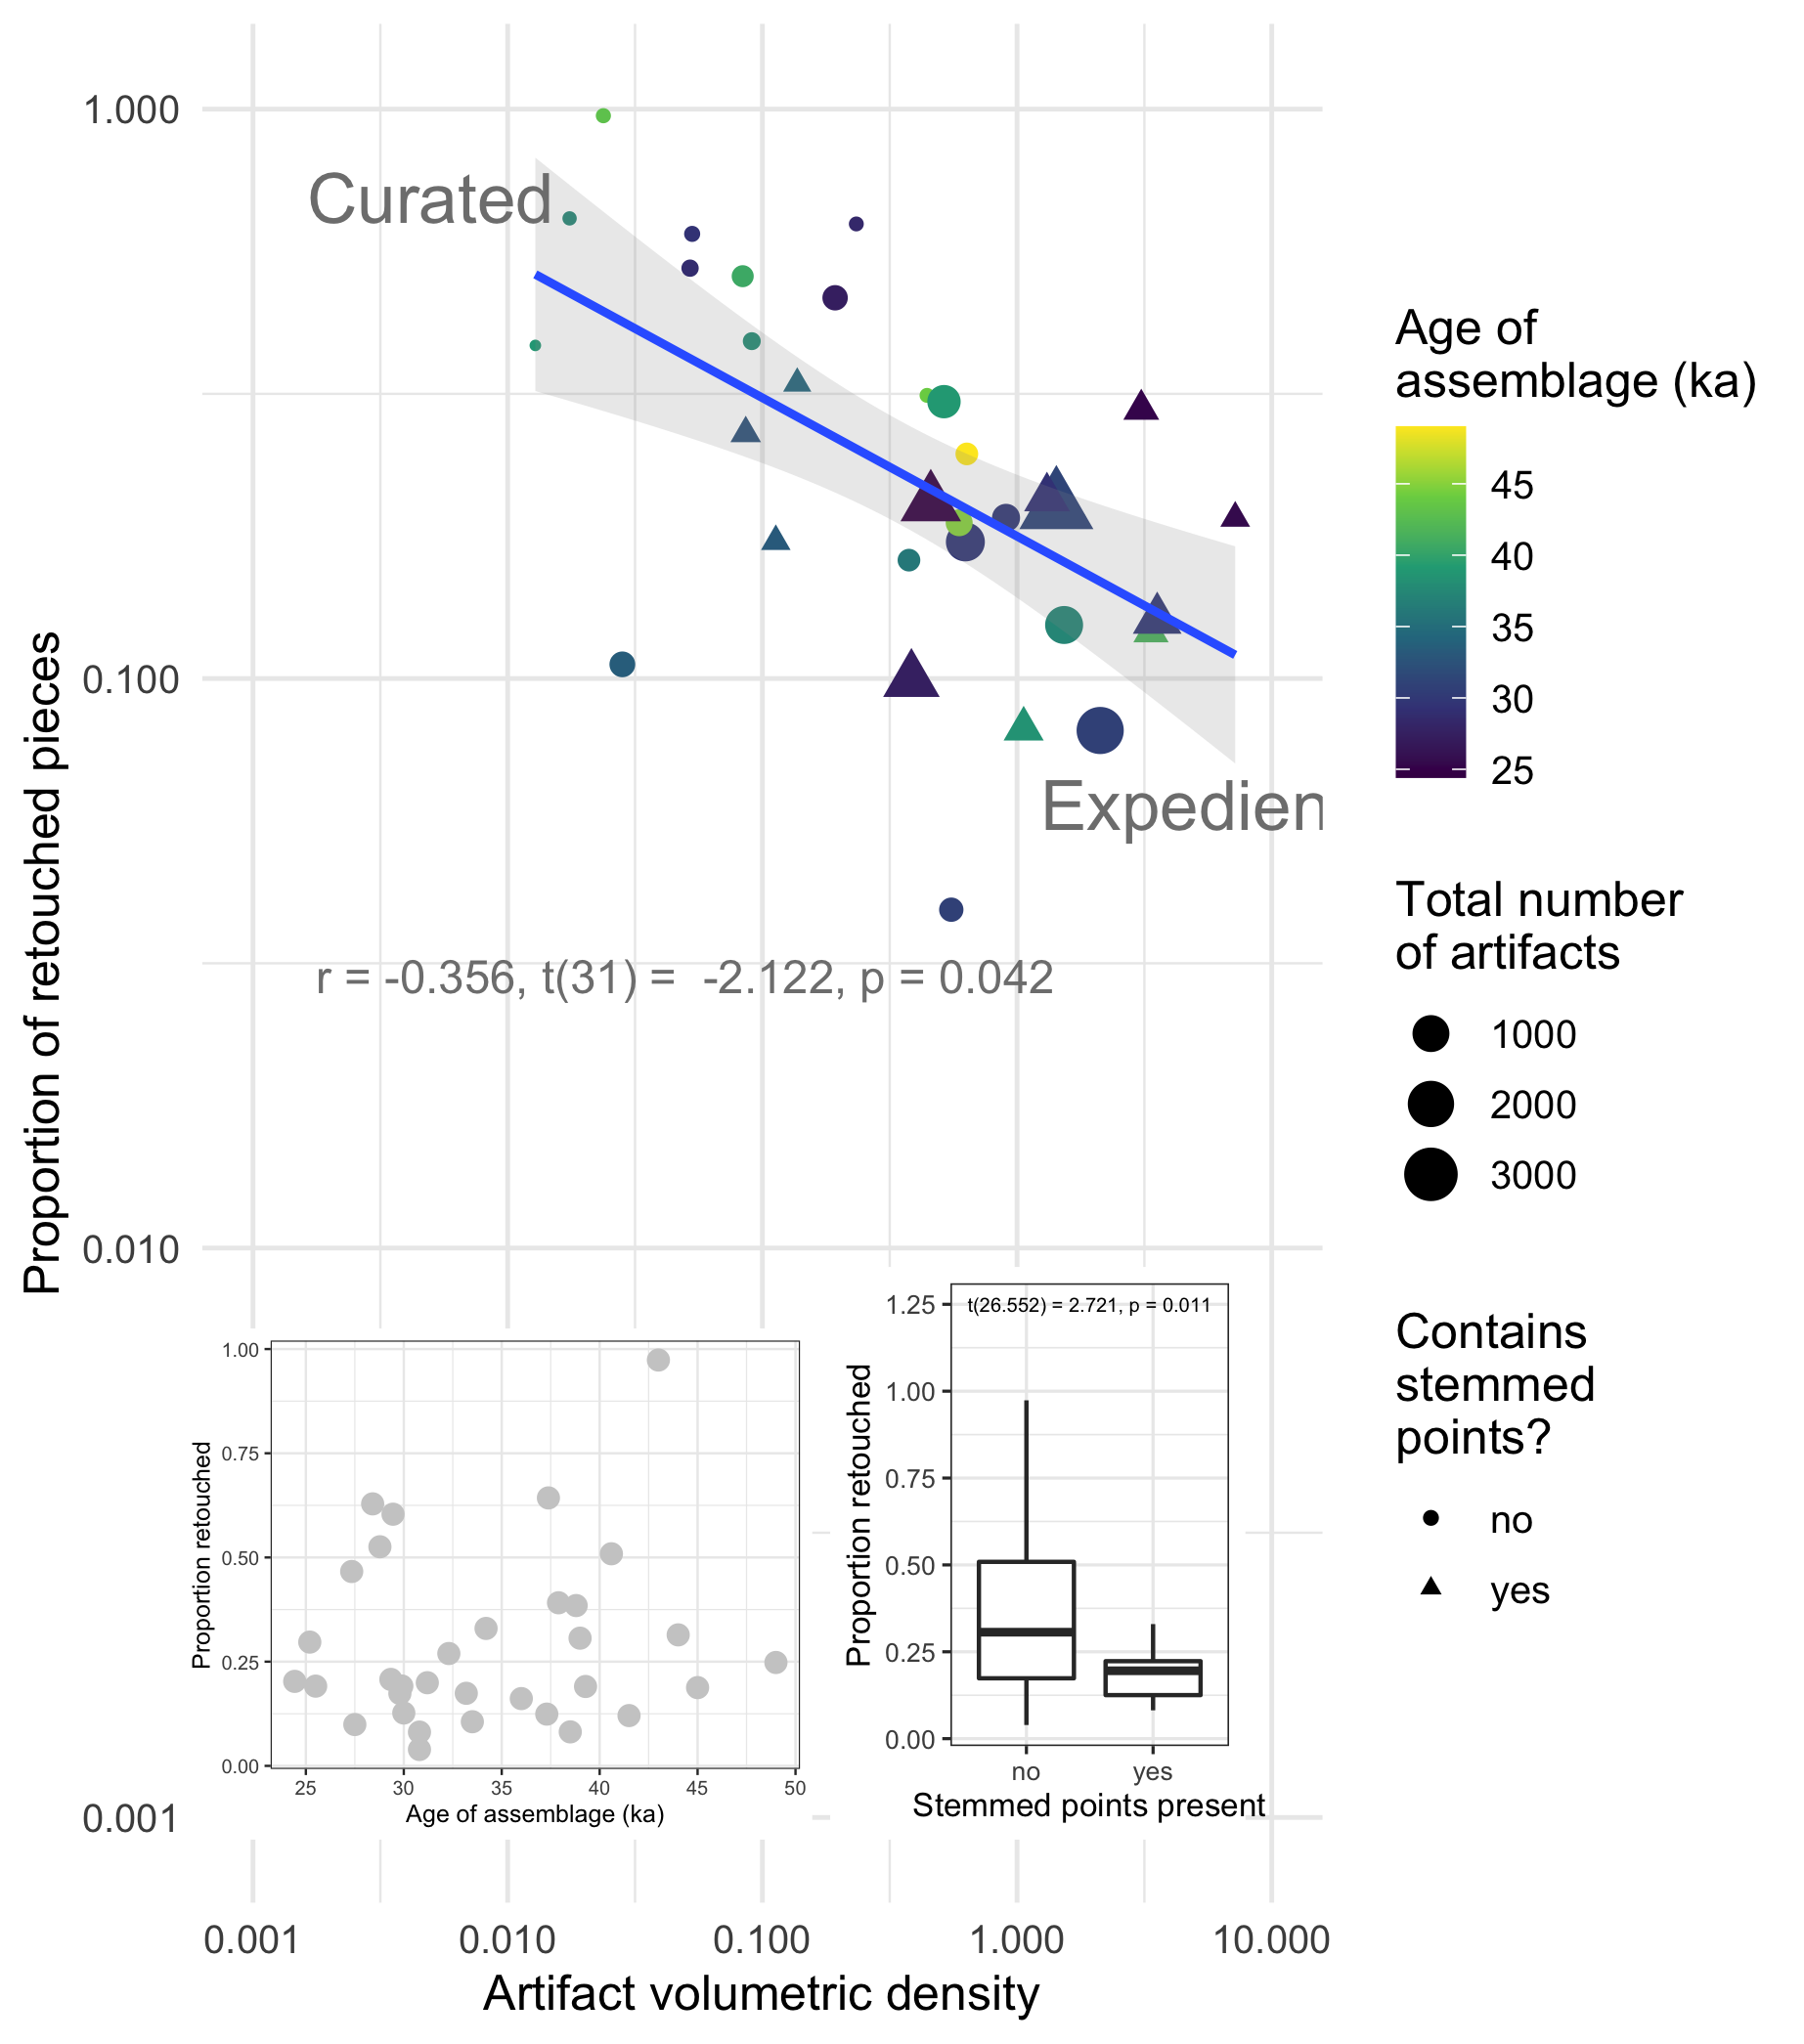 1.000
0.100
0.010
0.001
Proportion of retouched pieces
Curated
Expedien
r = -0.356, t(31) =  -2.122, p = 0.042
1.00
0.75
0.50
0.25
0.00
Proportion retouched
25 30 35 40 45 50
Age of assemblage (ka)
t(26.552) = 2.721, p = 0.011
1.25
1.00
0.75
0.50
0.25
0.00
Proportion retouched
no yes
Stemmed points present
0.001 0.010 0.100 1.000 10.000
Artifact volumetric density
Age of
assemblage (ka)
45
40
35
30
25
Total number
of artifacts
1000
2000
3000
Contains
stemmed
points?
no
yes